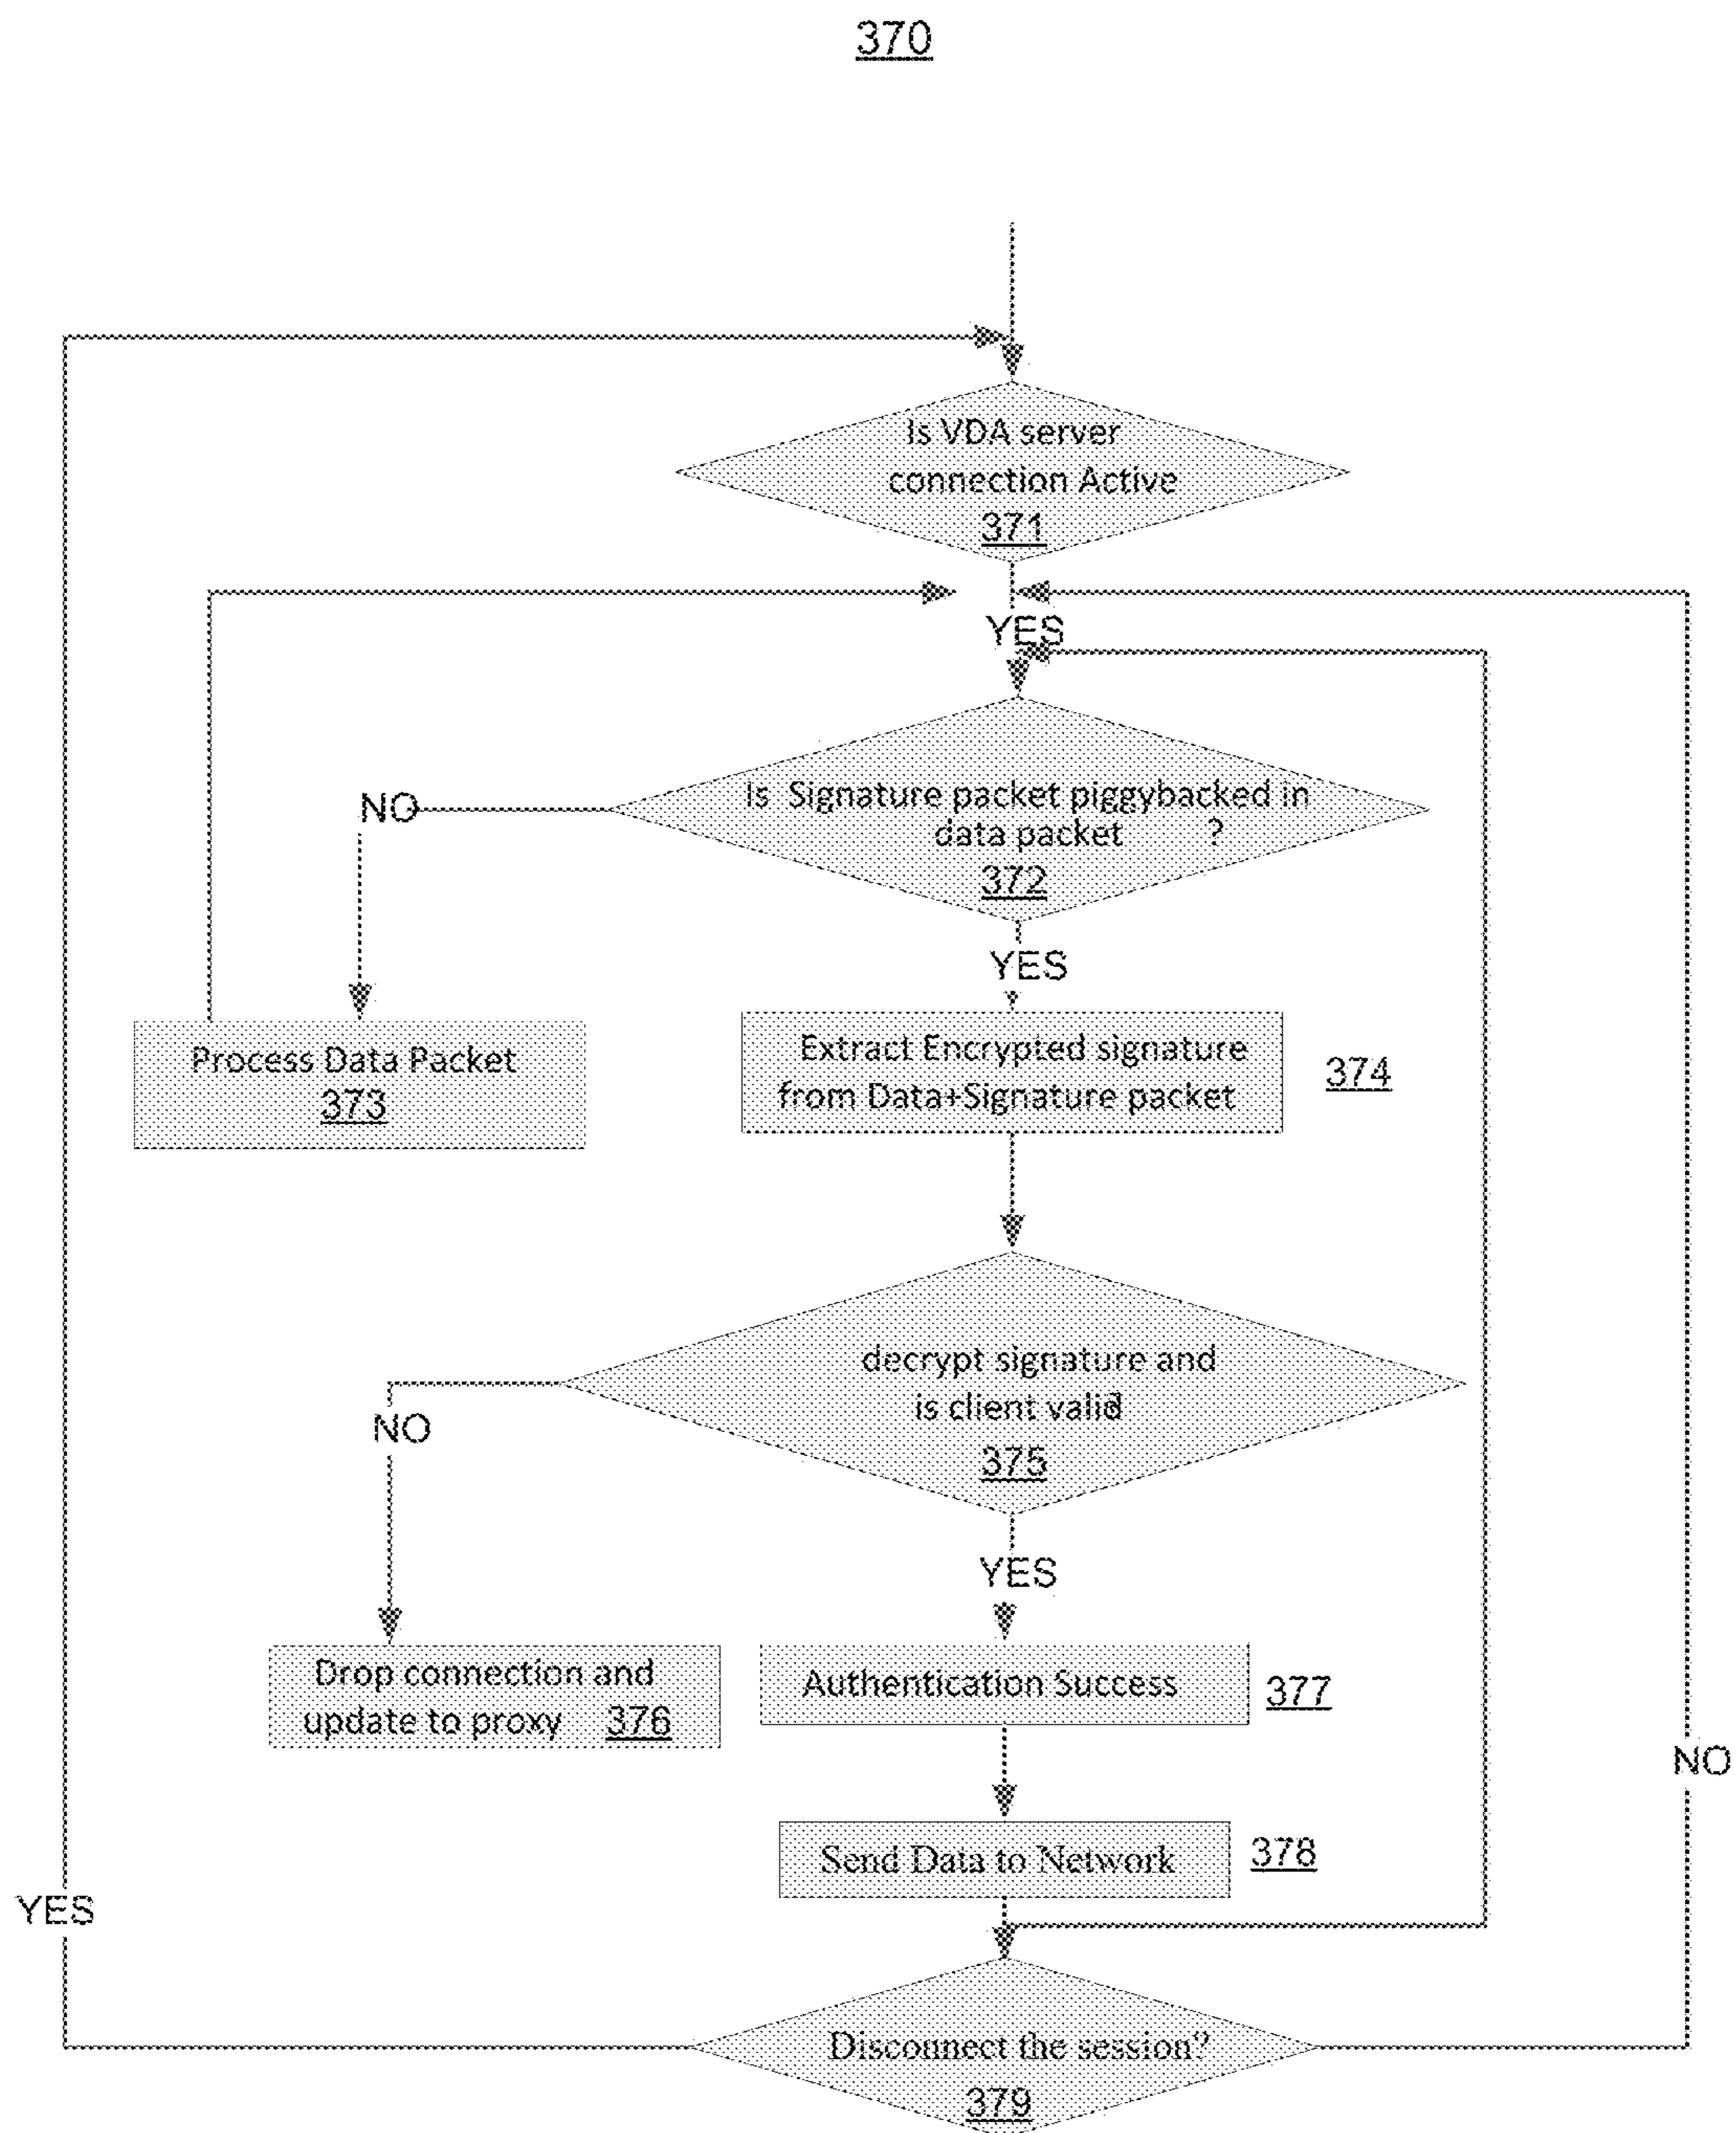 370
Is VDA server
connection Active
371
YES
Is Signature packet piggybacked in
data packet ?
372
NO
YES
Process Data Packet
373
Extract Encrypted signature
from Data+Signature packet
374
decrypt signature and
is client valid?
375
NO
YES
Drop connection and
update to proxy 376
Authentication Success
377
NO
Send Data to Network
378
YES
Disconnect the session?
379